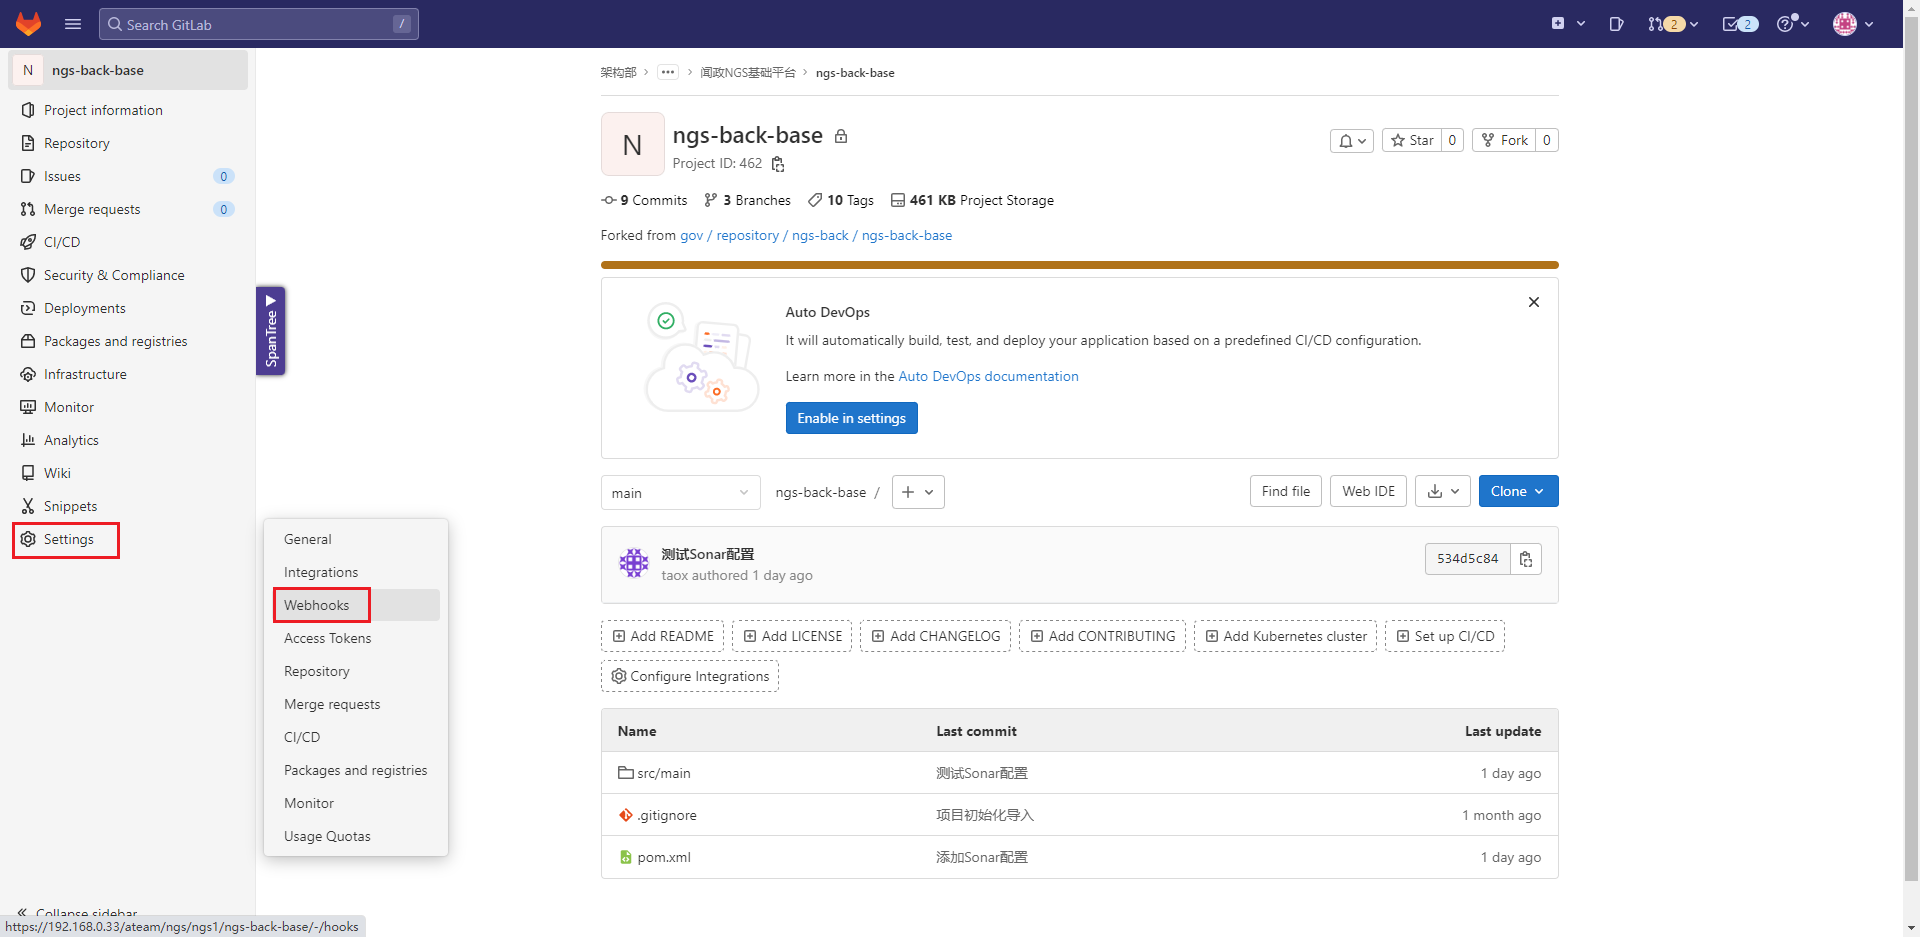 Search GitLab /
2
2
N ngs-back-base
Project information
Repository
Issues 0
Merge requests 0
CI/CD
Security & Compliance
Deployments
Packages and registries
Infrastructure
Monitor
Analytics
Wiki
Snippets
Settings
Collapse sidebar
https://192.168.0.33/ateam/ngs/ngs1/ngs-back-base/-/hooks
SpanTree
General
Integrations
Webhooks
Access Tokens
Repository
Merge requests
CI/CD
Packages and registries
Monitor
Usage Quotas
架构部 › ••• › 闻政NGS基础平台 › ngs-back-base
N
ngs-back-base
Project ID: 462
Star 0 Fork 0
9 Commits 3 Branches 10 Tags 461 KB Project Storage
Forked from gov / repository / ngs-back / ngs-back-base
Auto DevOps
It will automatically build, test, and deploy your application based on a predefined CI/CD configuration.
Learn more in the Auto DevOps documentation
Enable in settings
main ngs-back-base / Find file Web IDE Clone
测试Sonar配置
taox authored 1 day ago
534d5c84
Add README Add LICENSE Add CHANGELOG Add CONTRIBUTING Add Kubernetes cluster Set up CI/CD
Configure Integrations
Name Last commit Last update
src/main 测试Sonar配置 1 day ago
.gitignore 项目初始化导入 1 month ago
pom.xml 添加Sonar配置 1 day ago